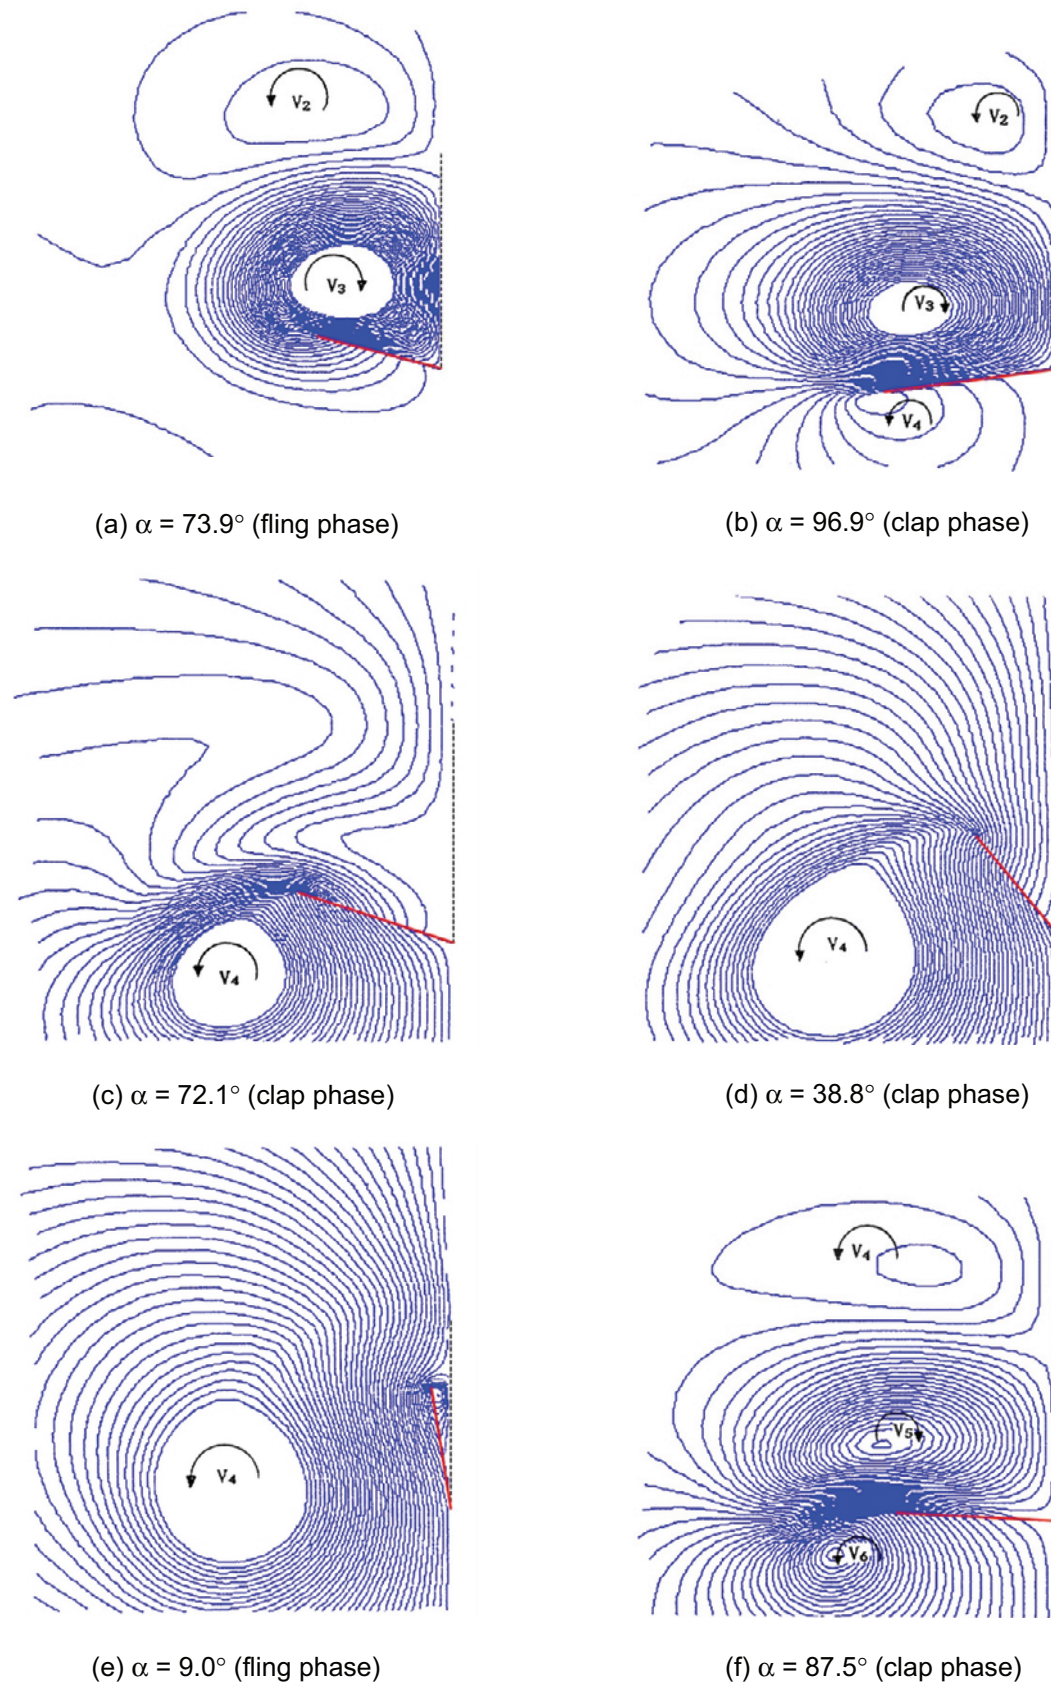 V2
V2
V3
V3
V4
(a) α = 73.9° (fling phase)
(b) α = 96.9° (clap phase)
V4
V4
(c) α = 72.1° (clap phase)
(d) α = 38.8° (clap phase)
V4
V4
V5
V6
(e) α = 9.0° (fling phase)
(f) α = 87.5° (clap phase)